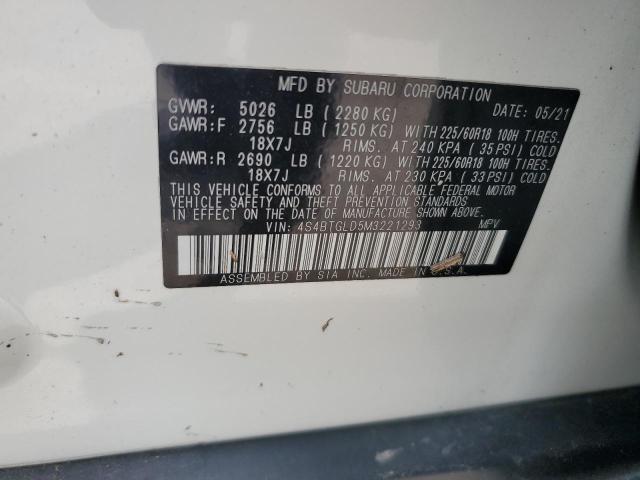 MFD BY SUBARU CORPORATION
GVWR: 5026 LB ( 2280 KG) DATE: 05/21
GAWR:F 2756 LB ( 1250 KG) WITH 225/60R18 100H TIRES.
18X7J RIMS. AT 240 KPA ( 35 PSI) COLD
GAWR:R 2690 LB ( 1220 KG) WITH 225/60R18 100H TIRES.
18X7J RIMS. AT 230 KPA ( 33 PSI) COLD
THIS VEHICLE CONFORMS TO ALL APPLICABLE FEDERAL MOTOR
VEHICLE SAFETY AND THEFT PREVENTION STANDARDS IN EFFECT
ON THE DATE OF MANUFACTURE SHOWN ABOVE.
VIN: 4S4BTGLD5M3221293 MPV
ASSEMBLED BY SIA INC. MADE IN U.S.A.